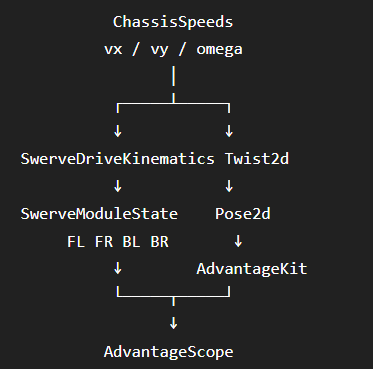 ChassisSpeeds
vx / vy / omega
SwerveDriveKinematics Twist2d
SwerveModuleState Pose2d
FL FR BL BR
AdvantageKit
AdvantageScope